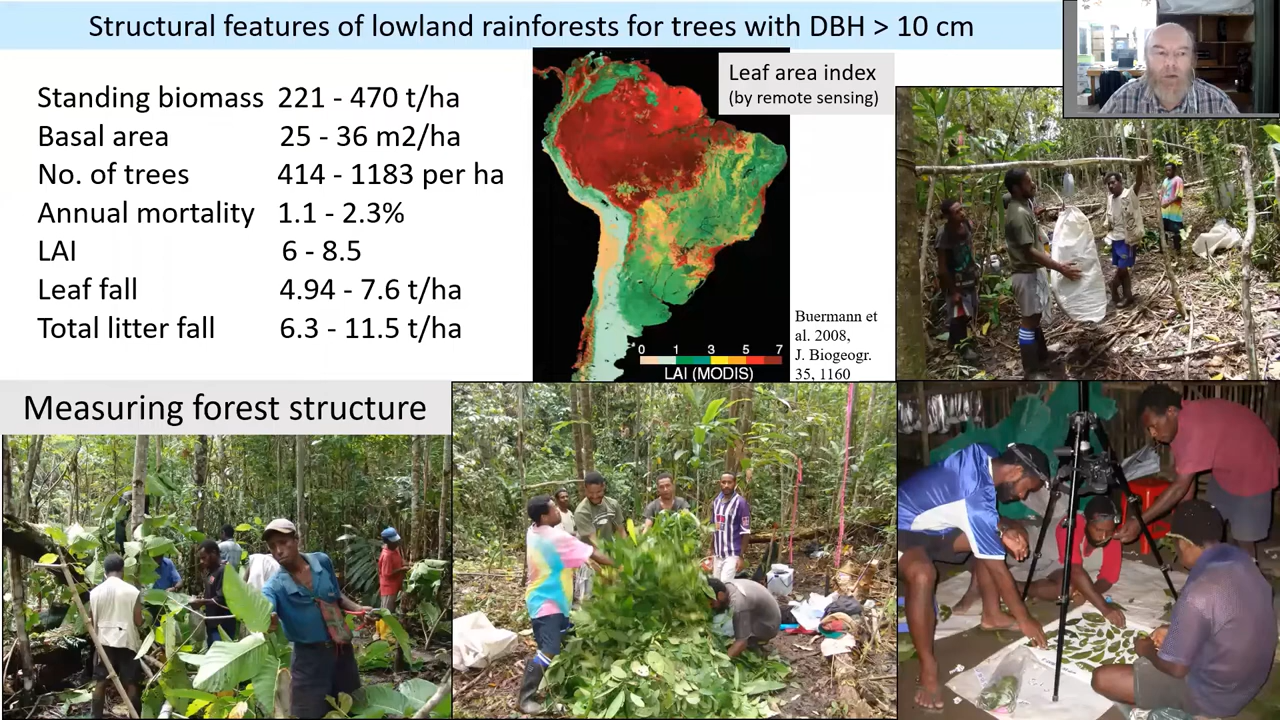 Structural features of lowland rainforests for trees with DBH > 10 cm
Standing biomass 221 - 470 t/ha
Basal area 25 - 36 m2/ha
No. of trees 414 - 1183 per ha
Annual mortality 1.1 - 2.3%
LAI 6 - 8.5
Leaf fall 4.94 - 7.6 t/ha
Total litter fall 6.3 - 11.5 t/ha
Leaf area index
(by remote sensing)
0 1 3 5 7
LAI (MODIS)
Buermann et
al. 2008,
J. Biogeogr.
35, 1160
Measuring forest structure